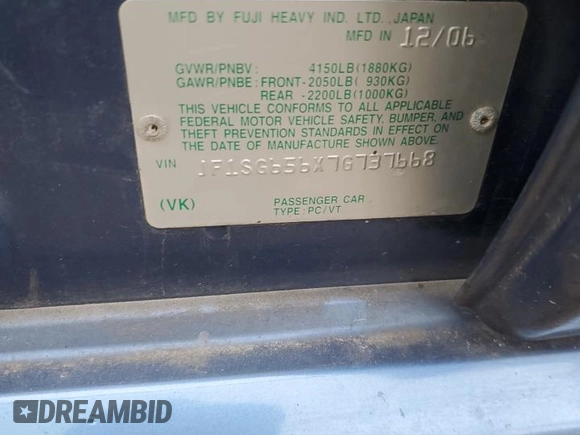 MFD BY FUJI HEAVY IND. LTD., JAPAN
MFD IN 12/06
GVWR/PNBV: 4150LB(1880KG)
GAWR/PNBE: FRONT-2050LB( 930KG)
REAR -2200LB(1000KG)
THIS VEHICLE CONFORMS TO ALL APPLICABLE
FEDERAL MOTOR VEHICLE SAFETY, BUMPER, AND
THEFT PREVENTION STANDARDS IN EFFECT ON
THE DATE OF MANUFACTURE SHOWN ABOVE.
VIN JF1SG656X7G737668
(VK) PASSENGER CAR
TYPE: PC/VT
DREAMBID